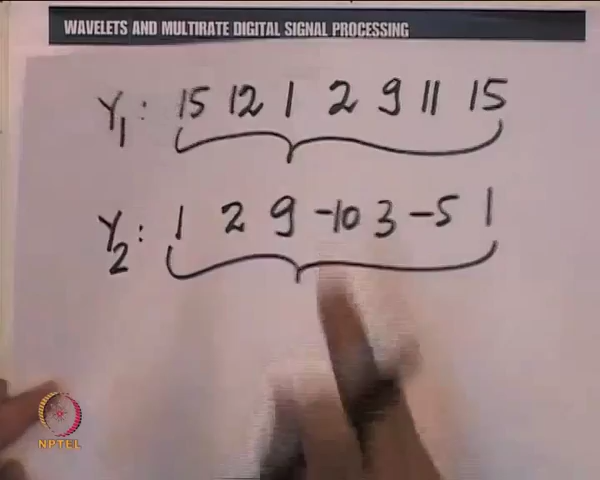 WAVELETS AND MULTIRATE DIGITAL SIGNAL PROCESSING
Y1: 15 12 1 2 9 11 15
Y2: 1 2 9 -10 3 -5 1
NPTEL